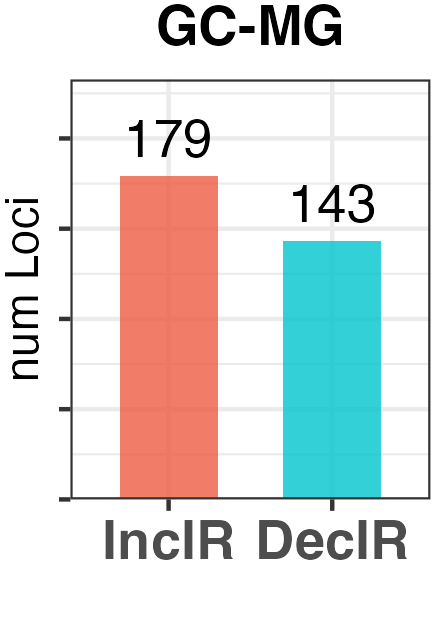 GC-MG
179
143
num Loci
IncIR DecIR